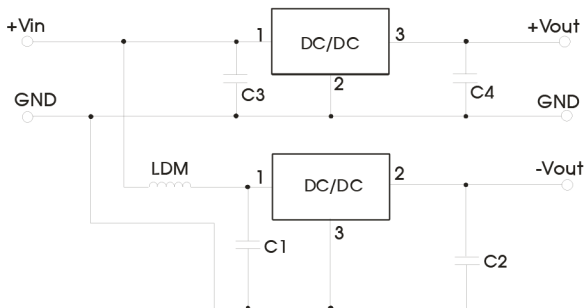 +Vin
1
DC/DC
3
+Vout
2
C3
C4
GND
GND
LDM
1
DC/DC
2
-Vout
3
C1
C2